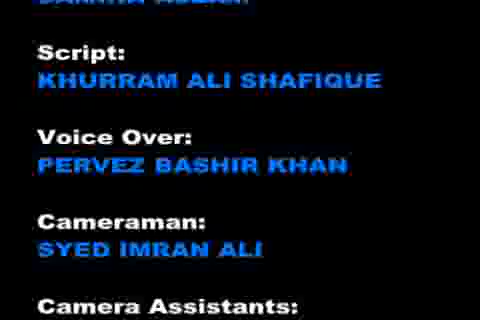 Script:
KHURRAM ALI SHAFIQUE
Voice Over:
PERVEZ BASHIR KHAN
Cameraman:
SYED IMRAN ALI
Camera Assistants: